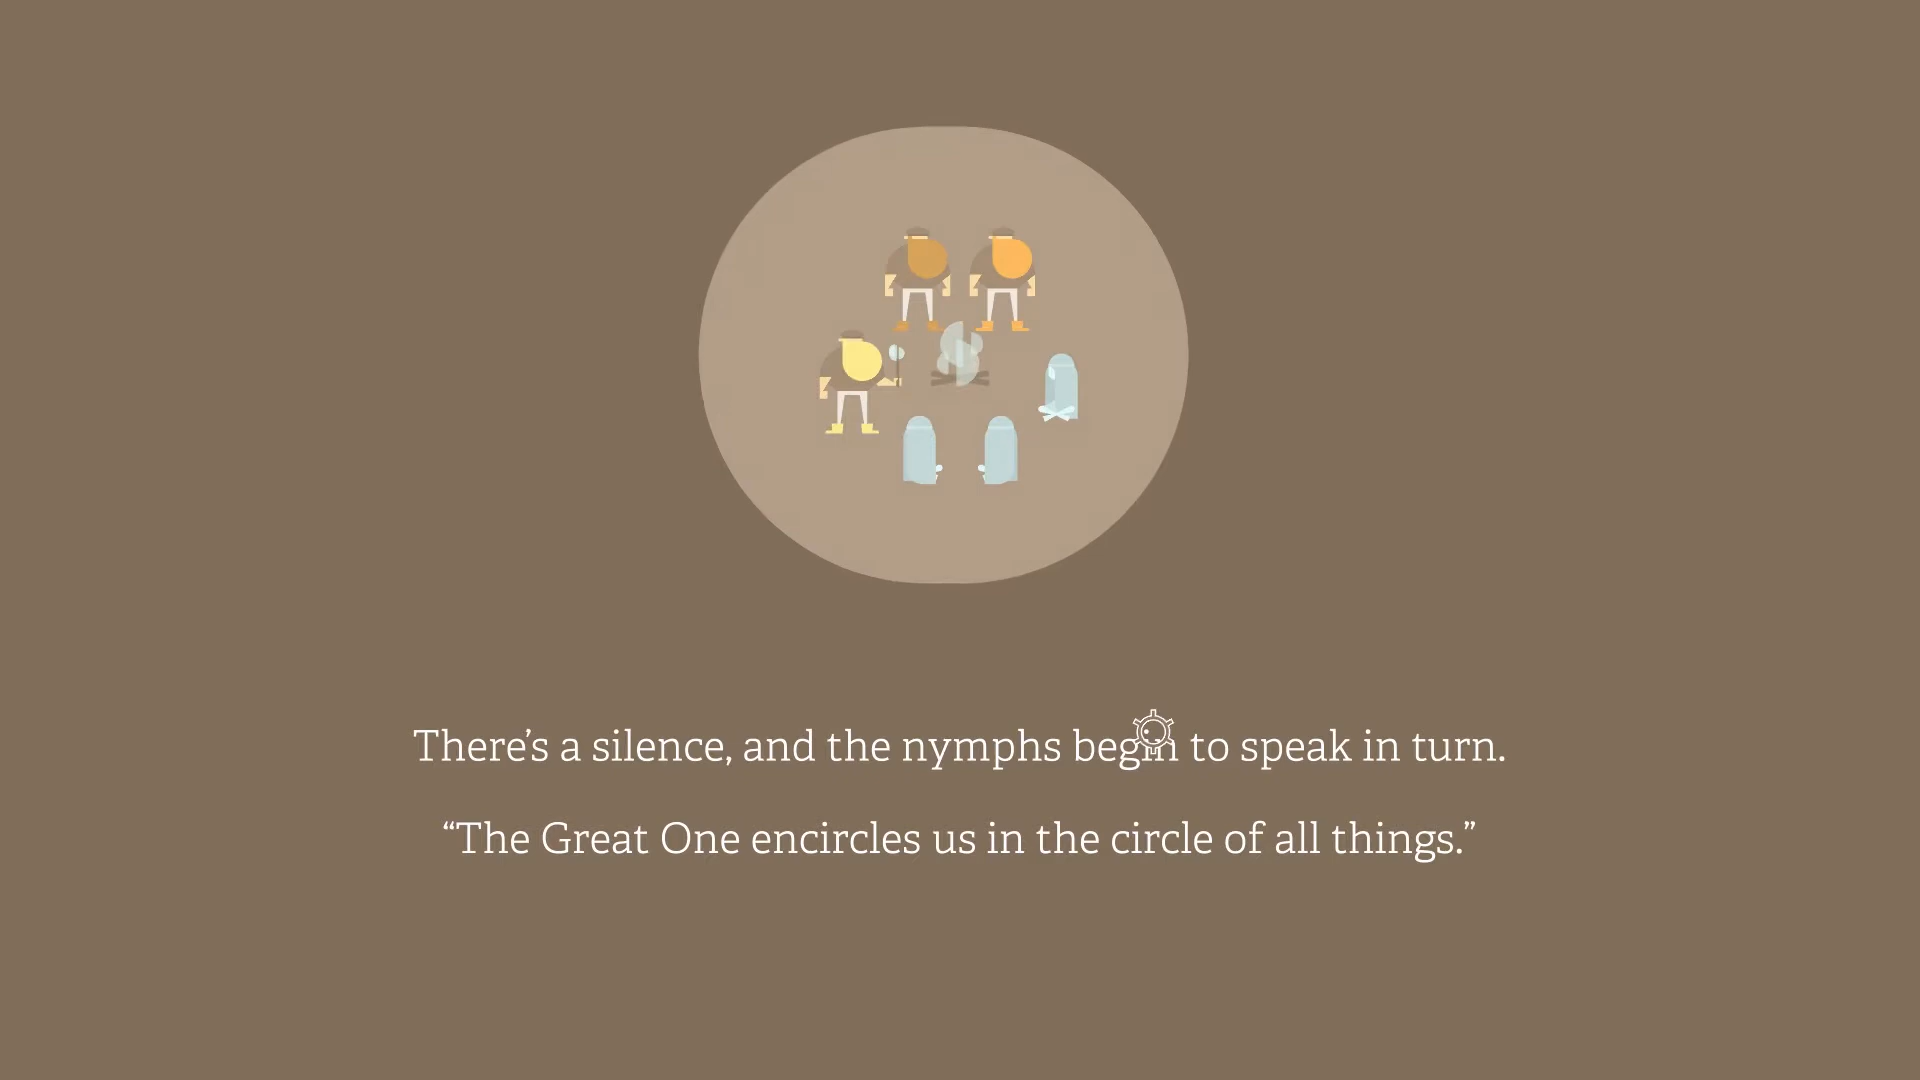 There’s a silence, and the nymphs begin to speak in turn.
“The Great One encircles us in the circle of all things.”